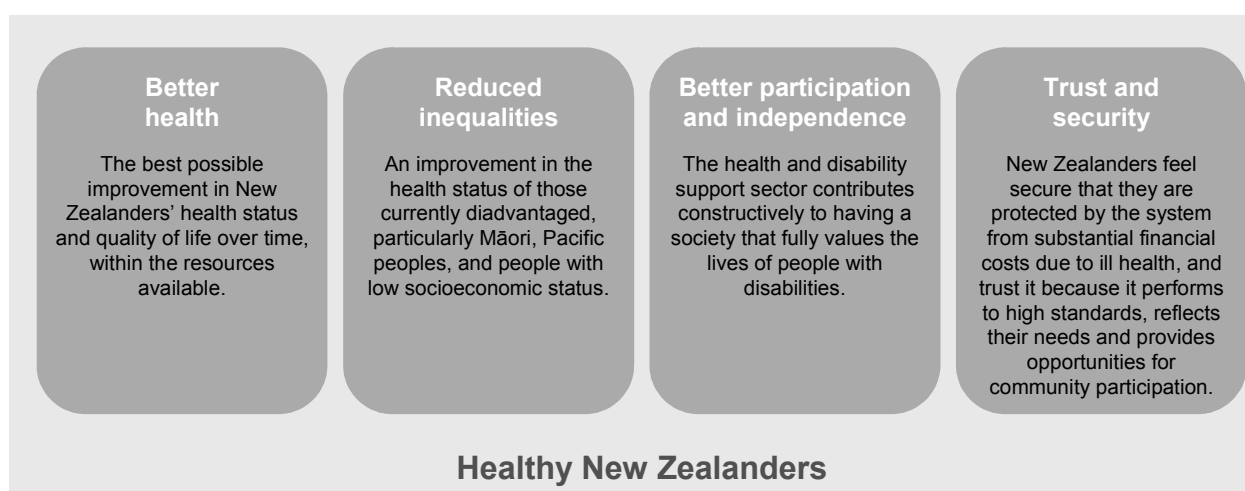 Better
health
The best possible
improvement in New
Zealanders’ health status
and quality of life over time,
within the resources
available.
Reduced
inequalities
An improvement in the
health status of those
currently diadvantaged,
particularly Māori, Pacific
peoples, and people with
low socioeconomic status.
Better participation
and independence
The health and disability
support sector contributes
constructively to having a
society that fully values the
lives of people with
disabilities.
Trust and
security
New Zealanders feel
secure that they are
protected by the system
from substantial financial
costs due to ill health, and
trust it because it performs
to high standards, reflects
their needs and provides
opportunities for
community participation.
Healthy New Zealanders